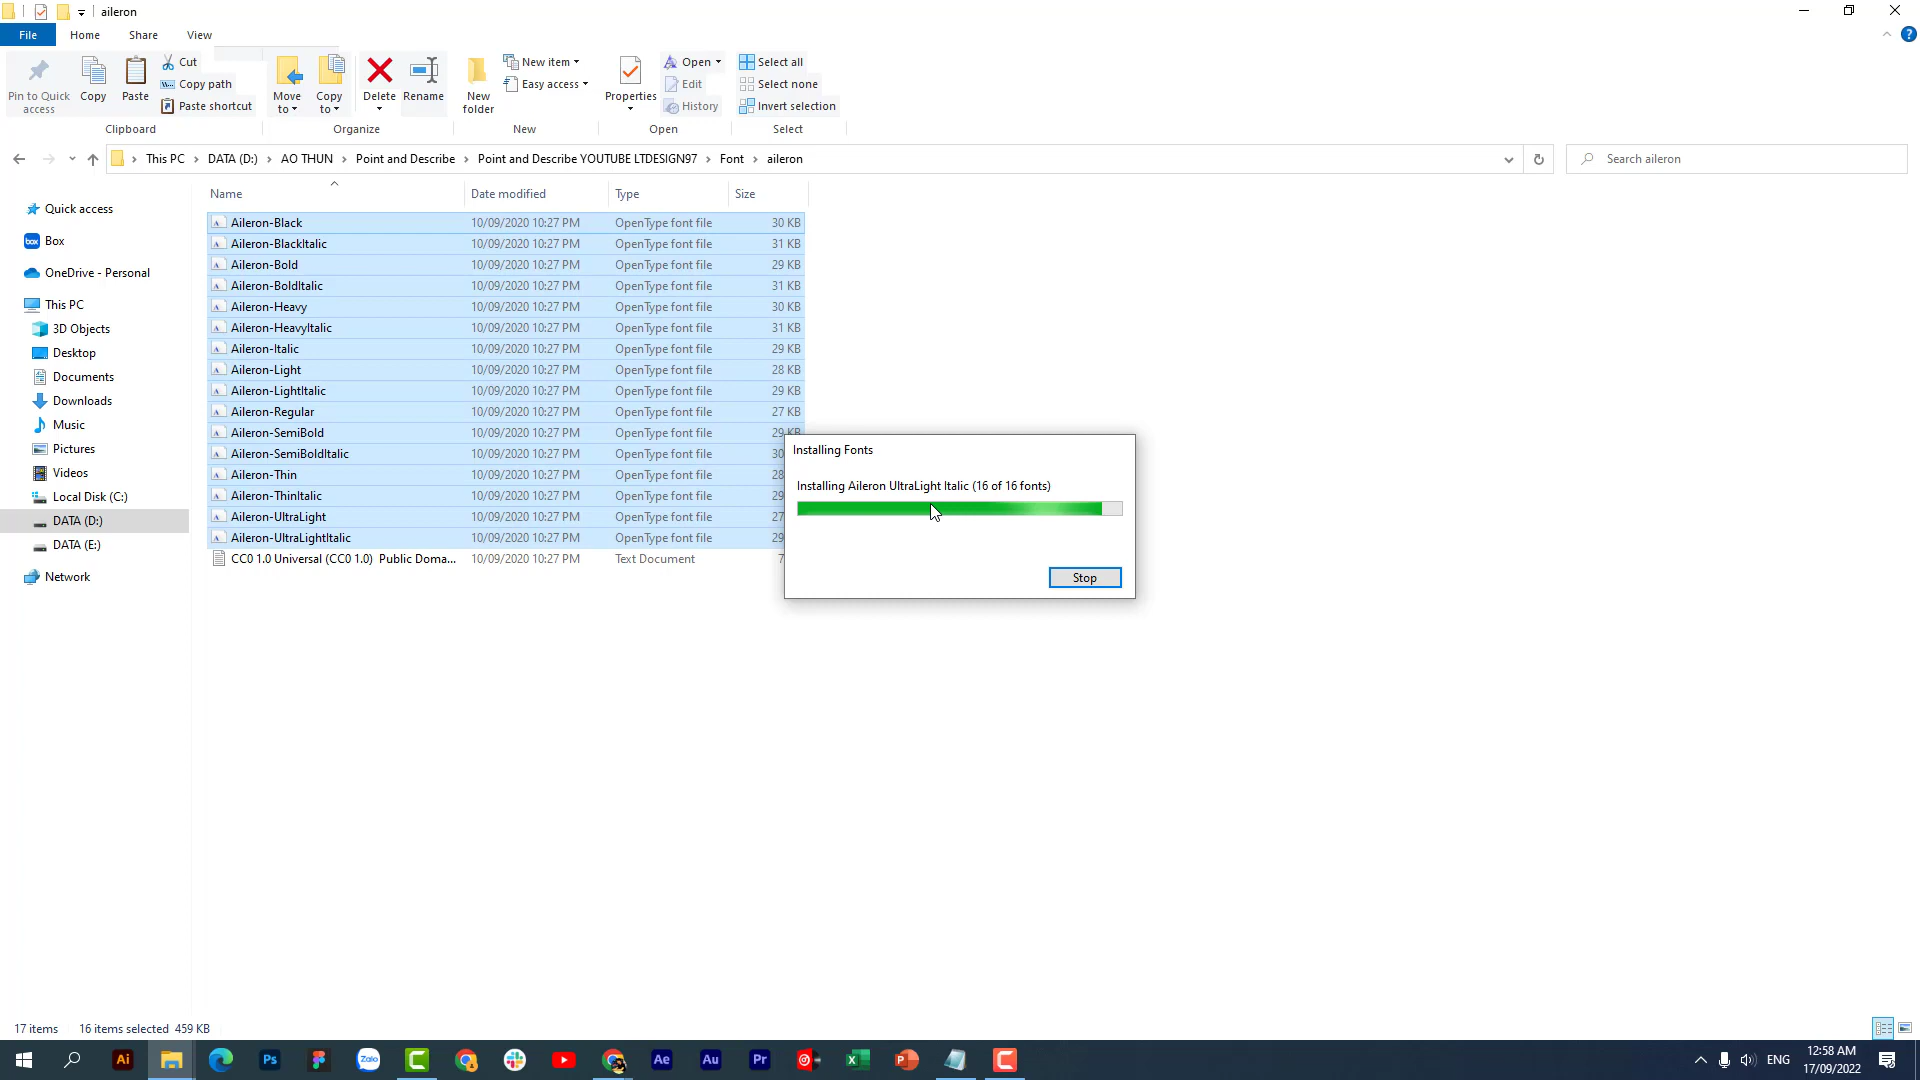 aileron
File Home Share View
Pin to Quick access
Copy
Paste
Cut
Copy path
Paste shortcut
Move to
Copy to
Delete
Rename
New folder
New item
Easy access
Properties
Open
Edit
History
Select all
Select none
Invert selection
Clipboard Organize New Open Select
This PC DATA (D:) AO THUN Point and Describe Point and Describe YOUTUBE LTDESIGN97 Font aileron
Search aileron
Quick access
Box
OneDrive - Personal
This PC
3D Objects
Desktop
Documents
Downloads
Music
Pictures
Videos
Local Disk (C:)
DATA (D:)
DATA (E:)
Network
Name Date modified Type Size
Aileron-Black 10/09/2020 10:27 PM OpenType font file 30 KB
Aileron-BlackItalic 10/09/2020 10:27 PM OpenType font file 31 KB
Aileron-Bold 10/09/2020 10:27 PM OpenType font file 29 KB
Aileron-BoldItalic 10/09/2020 10:27 PM OpenType font file 31 KB
Aileron-Heavy 10/09/2020 10:27 PM OpenType font file 30 KB
Aileron-HeavyItalic 10/09/2020 10:27 PM OpenType font file 31 KB
Aileron-Italic 10/09/2020 10:27 PM OpenType font file 29 KB
Aileron-Light 10/09/2020 10:27 PM OpenType font file 28 KB
Aileron-LightItalic 10/09/2020 10:27 PM OpenType font file 29 KB
Aileron-Regular 10/09/2020 10:27 PM OpenType font file 27 KB
Aileron-SemiBold 10/09/2020 10:27 PM OpenType font file 29 KB
Aileron-SemiBoldItalic 10/09/2020 10:27 PM OpenType font file 30
Aileron-Thin 10/09/2020 10:27 PM OpenType font file 28
Aileron-ThinItalic 10/09/2020 10:27 PM OpenType font file 29
Aileron-UltraLight 10/09/2020 10:27 PM OpenType font file 27
Aileron-UltraLightItalic 10/09/2020 10:27 PM OpenType font file 29
CC0 1.0 Universal (CC0 1.0) Public Doma... 10/09/2020 10:27 PM Text Document 7
Installing Fonts
Installing Aileron UltraLight Italic (16 of 16 fonts)
Stop
17 items 16 items selected 459 KB
Ai Ps Zalo Ae Au Pr
ENG
12:58 AM
17/09/2022